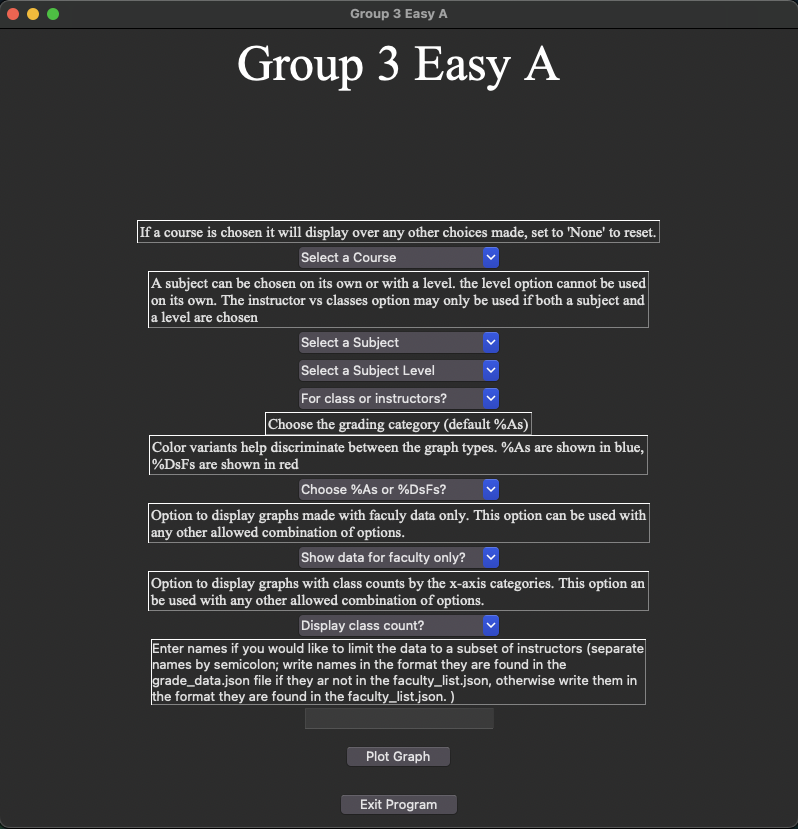 Group 3 Easy A
Group 3 Easy A
If a course is chosen it will display over any other choices made, set to 'None' to reset.
Select a Course
A subject can be chosen on its own or with a level. the level option cannot be used
on its own. The instructor vs classes option may only be used if both a subject and
a level are chosen
Select a Subject
Select a Subject Level
For class or instructors?
Choose the grading category (default %As)
Color variants help discriminate between the graph types. %As are shown in blue,
%DsFs are shown in red
Choose %As or %DsFs?
Option to display graphs made with faculy data only. This option can be used with
any other allowed combination of options.
Show data for faculty only?
Option to display graphs with class counts by the x-axis categories. This option an
be used with any other allowed combination of options.
Display class count?
Enter names if you would like to limit the data to a subset of instructors (separate
names by semicolon; write names in the format they are found in the
grade_data.json file if they ar not in the faculty_list.json, otherwise write them in
the format they are found in the faculty_list.json. )
Plot Graph
Exit Program